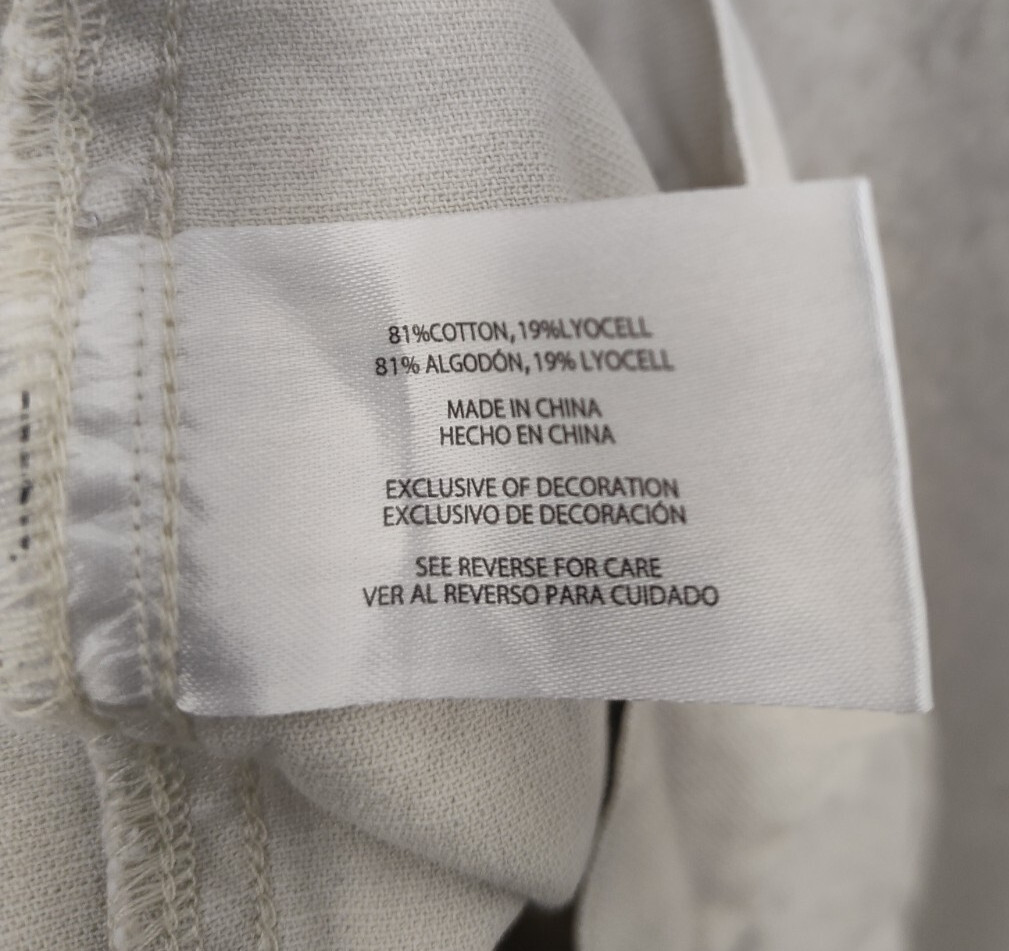 81%COTTON, 19%LYOCELL
81% ALGODÓN, 19% LYOCELL
MADE IN CHINA
HECHO EN CHINA
EXCLUSIVE OF DECORATION
EXCLUSIVO DE DECORACIÓN
SEE REVERSE FOR CARE
VER AL REVERSO PARA CUIDADO